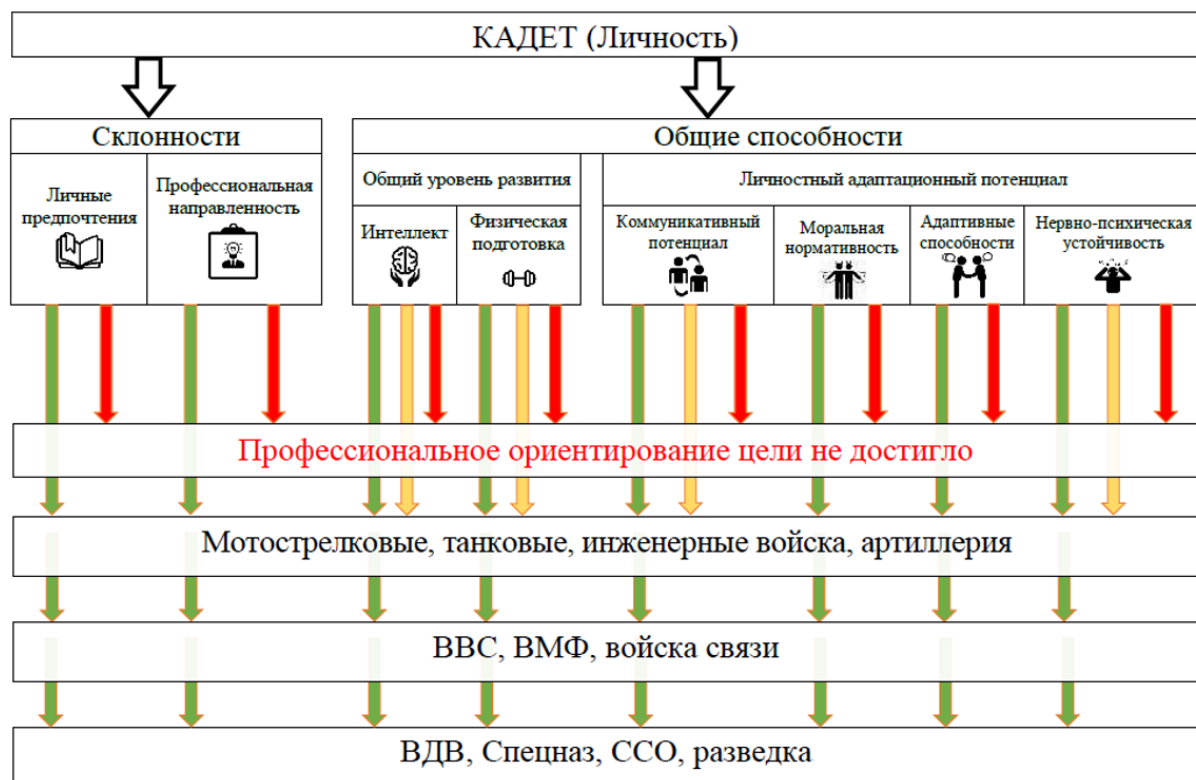 КАДЕТ (Личность)
Склонности
Общие способности
Личные
предпочтения
Профессиональная
направленность
Общий уровень развития
Личностный адаптационный потенциал
Интеллект
Физическая
подготовка
Коммуникативный
потенциал
Моральная
нормативность
Адаптивные
способности
Нервно-психическая
устойчивость
Профессиональное ориентирование цели не достигло
Мотострелковые, танковые, инженерные войска, артиллерия
ВВС, ВМФ, войска связи
ВДВ, Спецназ, ССО, разведка